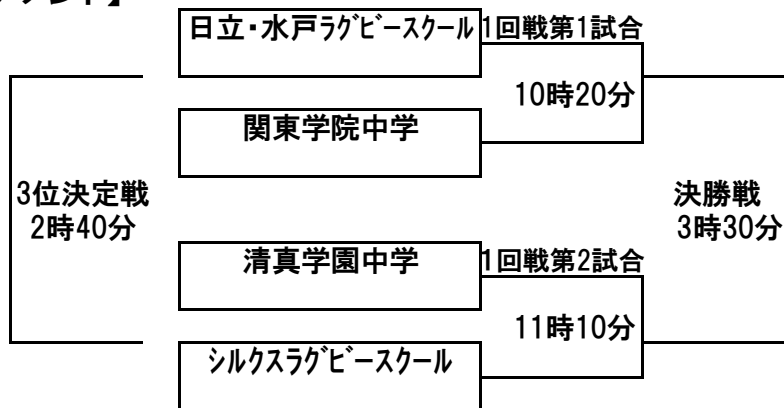 日立・水戸ﾗｸﾞﾋﾞｰｽｸｰﾙ
1回戦第1試合
10時20分
関東学院中学
3位決定戦
2時40分
決勝戦
3時30分
清真学園中学
1回戦第2試合
11時10分
ｼﾙｸｽﾗｸﾞﾋﾞｰｽｸｰﾙ